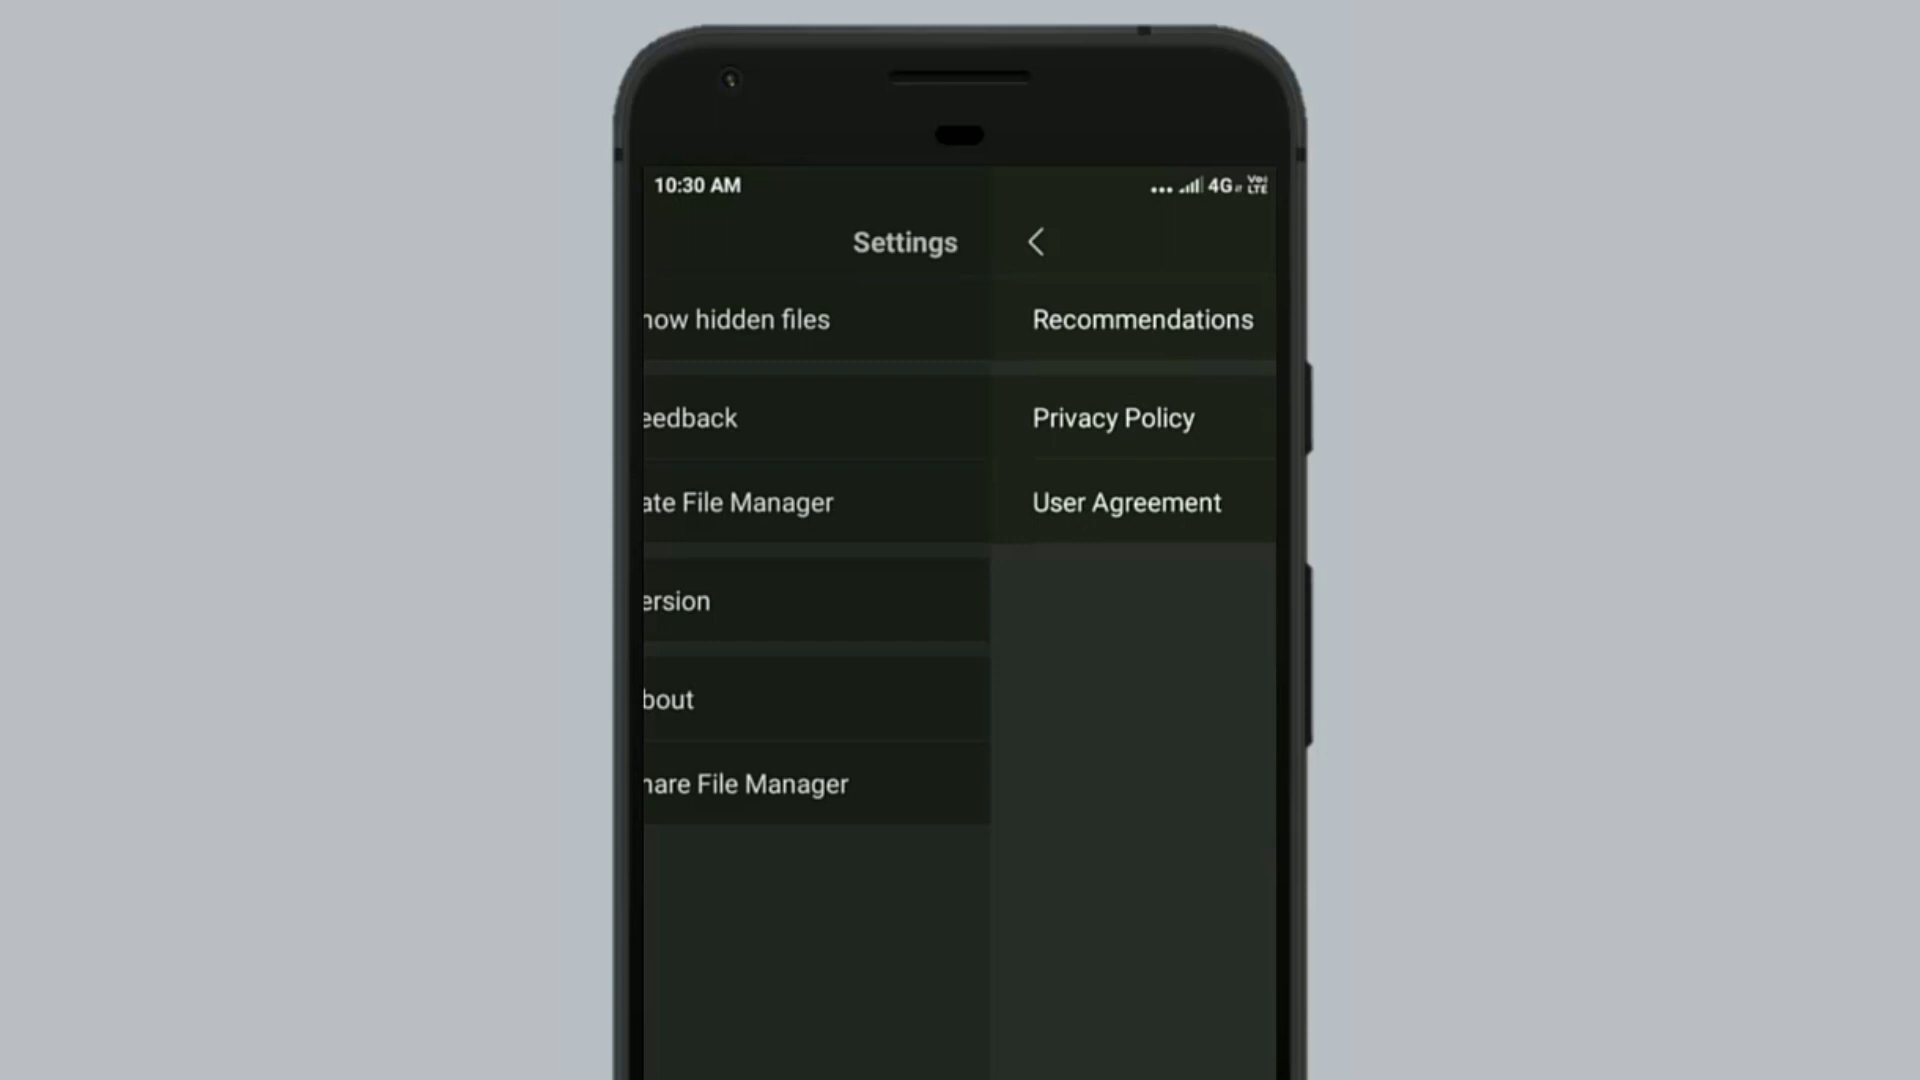 10:30 AM
4G
Vo LTE
Settings
how hidden files
eedback
ate File Manager
ersion
bout
hare File Manager
Recommendations
Privacy Policy
User Agreement